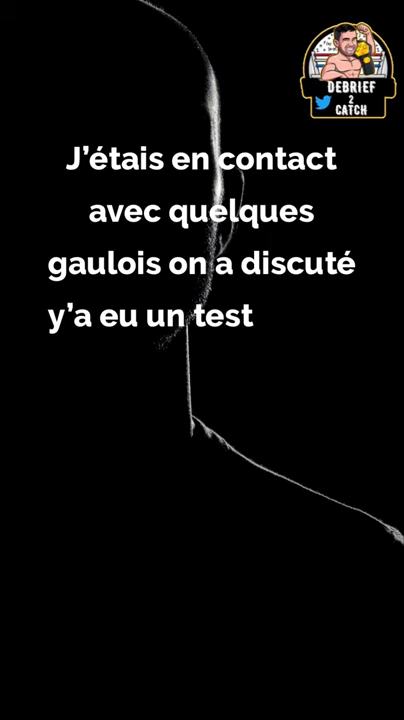 DEBRIEF
2
CATCH
J'étais en contact
avec quelques
gaulois on a discuté
y'a eu un test